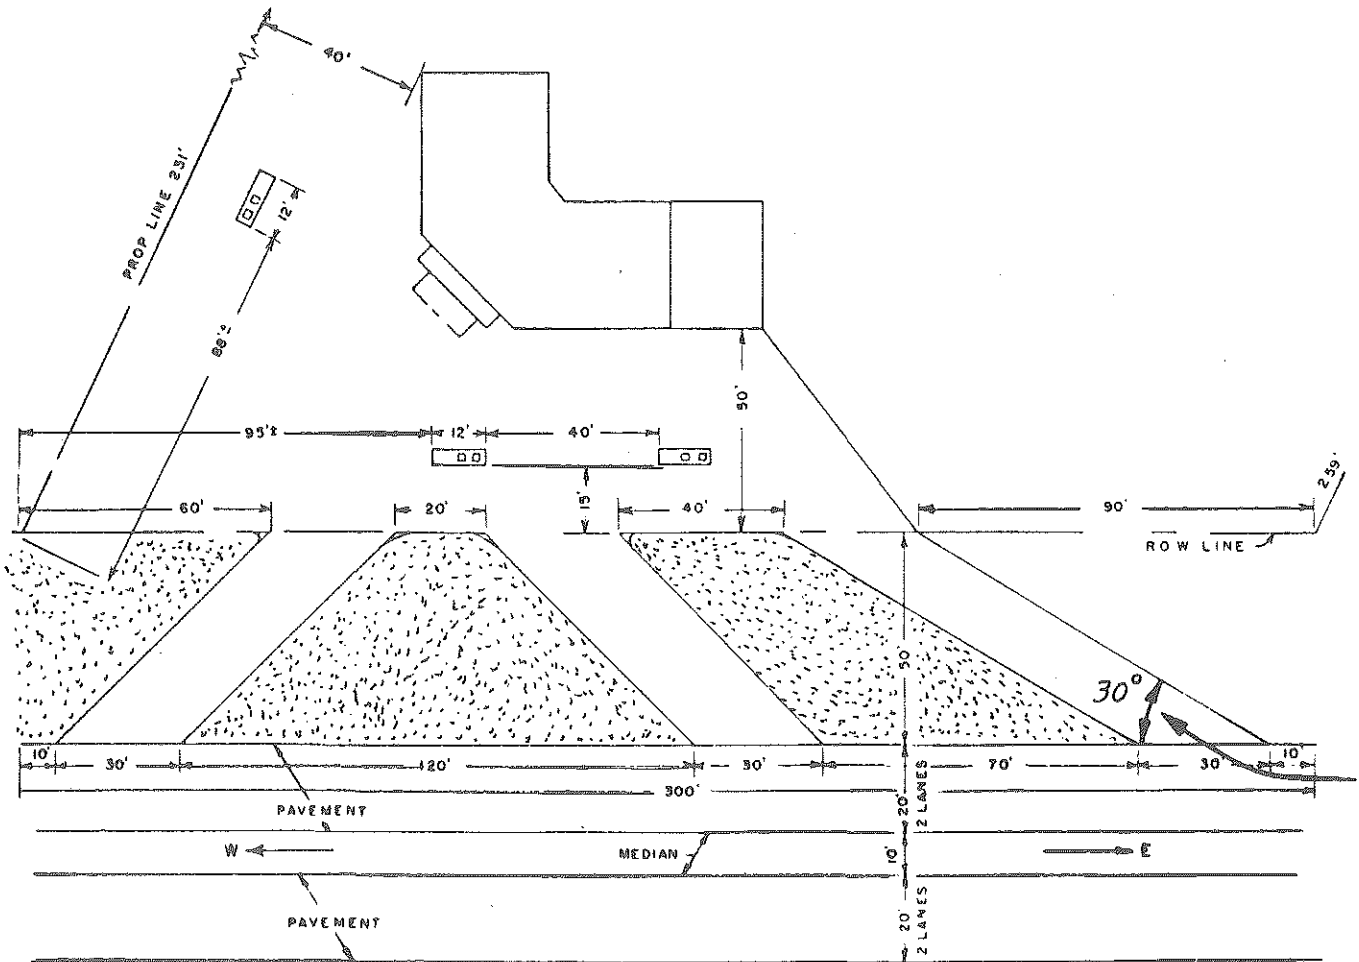 40'
PROP LINE 231'
12'
88'±
50'
95'± 12' 40'
259'
60' 20' 15' 40' 90'
ROW LINE
50'
30°
10' 30' 120' 30' 70' 30' 10'
300'
20' 2 LANES
PAVEMENT
W MEDIAN 10' E
PAVEMENT
20' 2 LANES